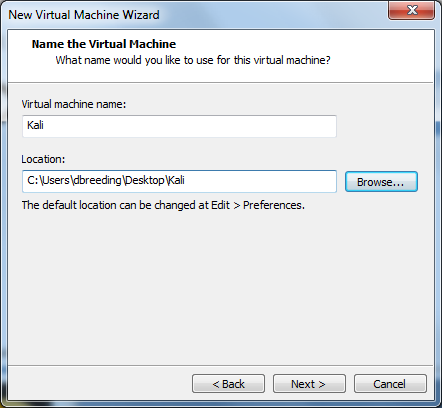 New Virtual Machine Wizard
Name the Virtual Machine
What name would you like to use for this virtual machine?
Virtual machine name:
Kali
Location:
C:\Users\dbreeding\Desktop\Kali
Browse...
The default location can be changed at Edit > Preferences.
< Back
Next >
Cancel